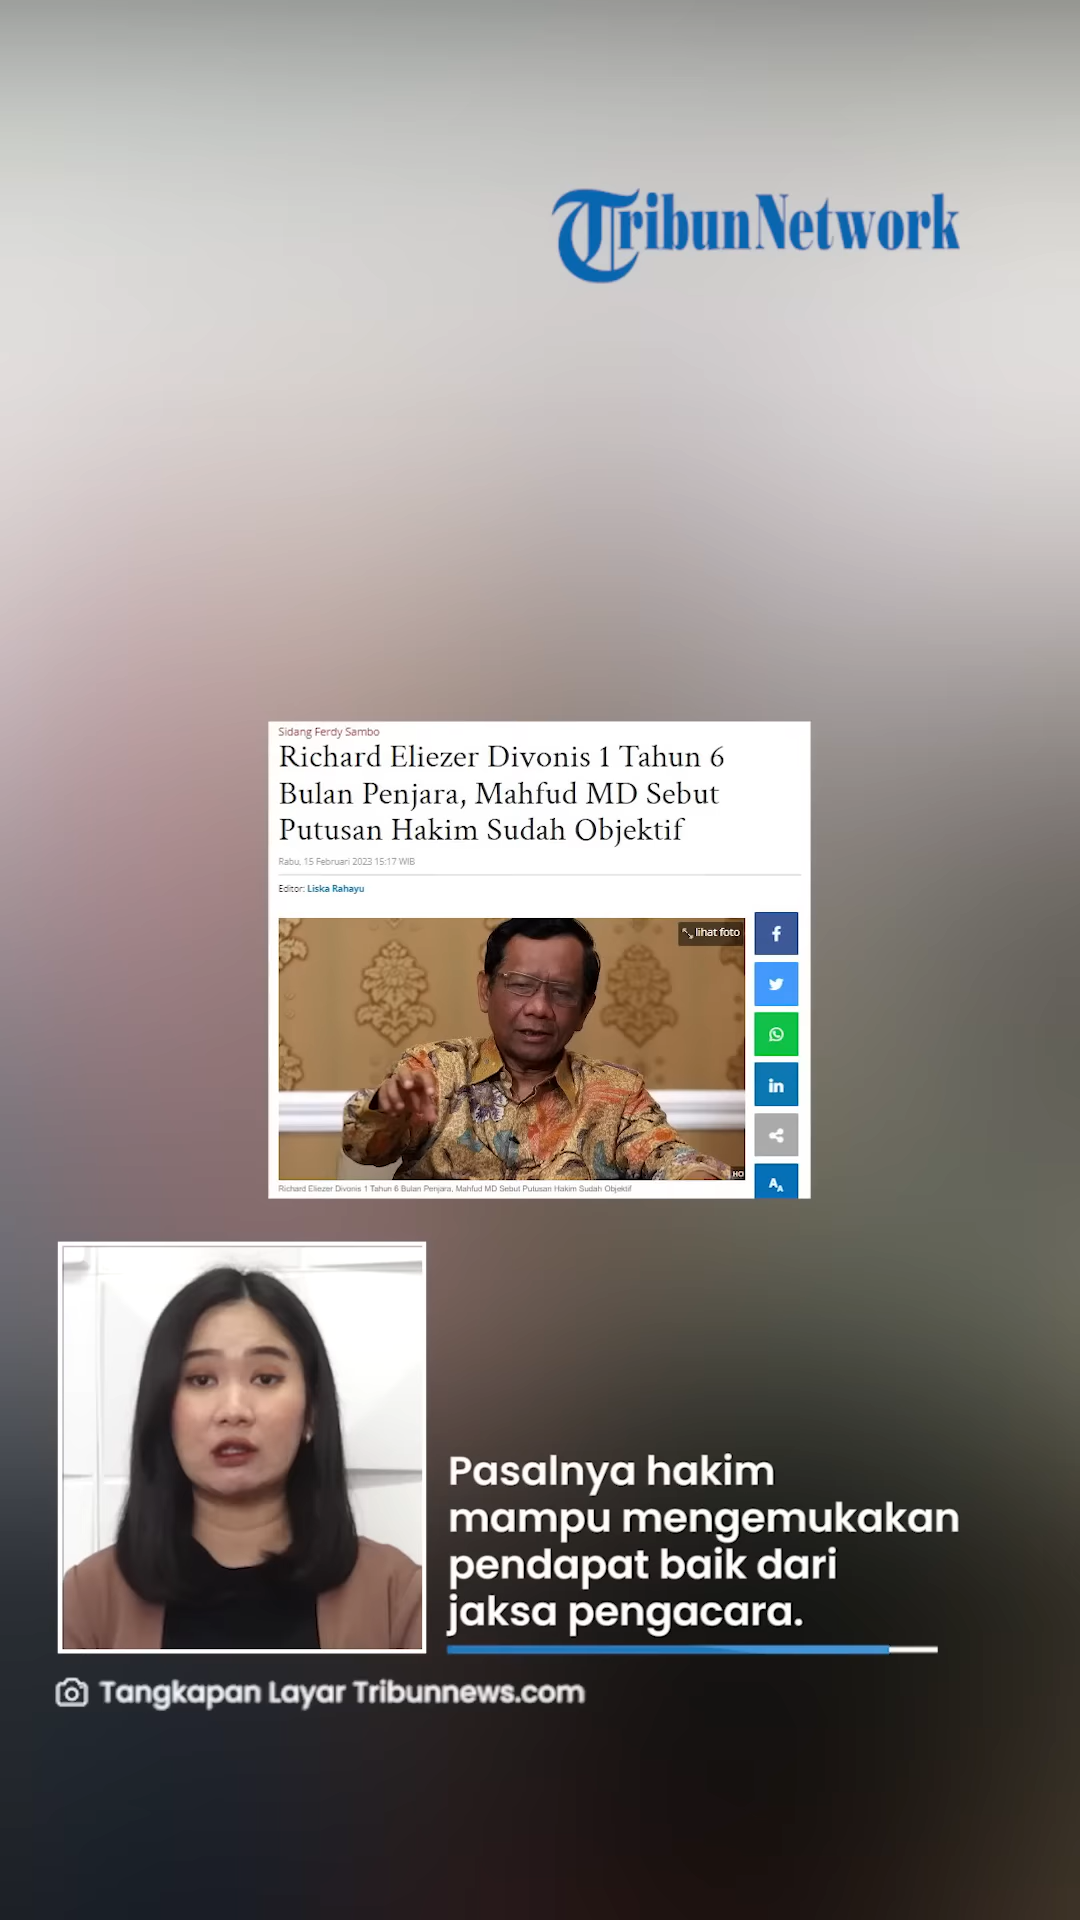 TribunNetwork
Sidang Ferdy Sambo
Richard Eliezer Divonis 1 Tahun 6
Bulan Penjara, Mahfud MD Sebut
Putusan Hakim Sudah Objektif
Rabu, 15 Februari 2023 15:17 WIB
Editor: Liska Rahayu
lihat foto
HO
Richard Eliezer Divonis 1 Tahun 6 Bulan Penjara, Mahfud MD Sebut Putusan Hakim Sudah Objektif
AA
Pasalnya hakim
mampu mengemukakan
pendapat baik dari
jaksa pengacara.
Tangkapan Layar Tribunnews.com